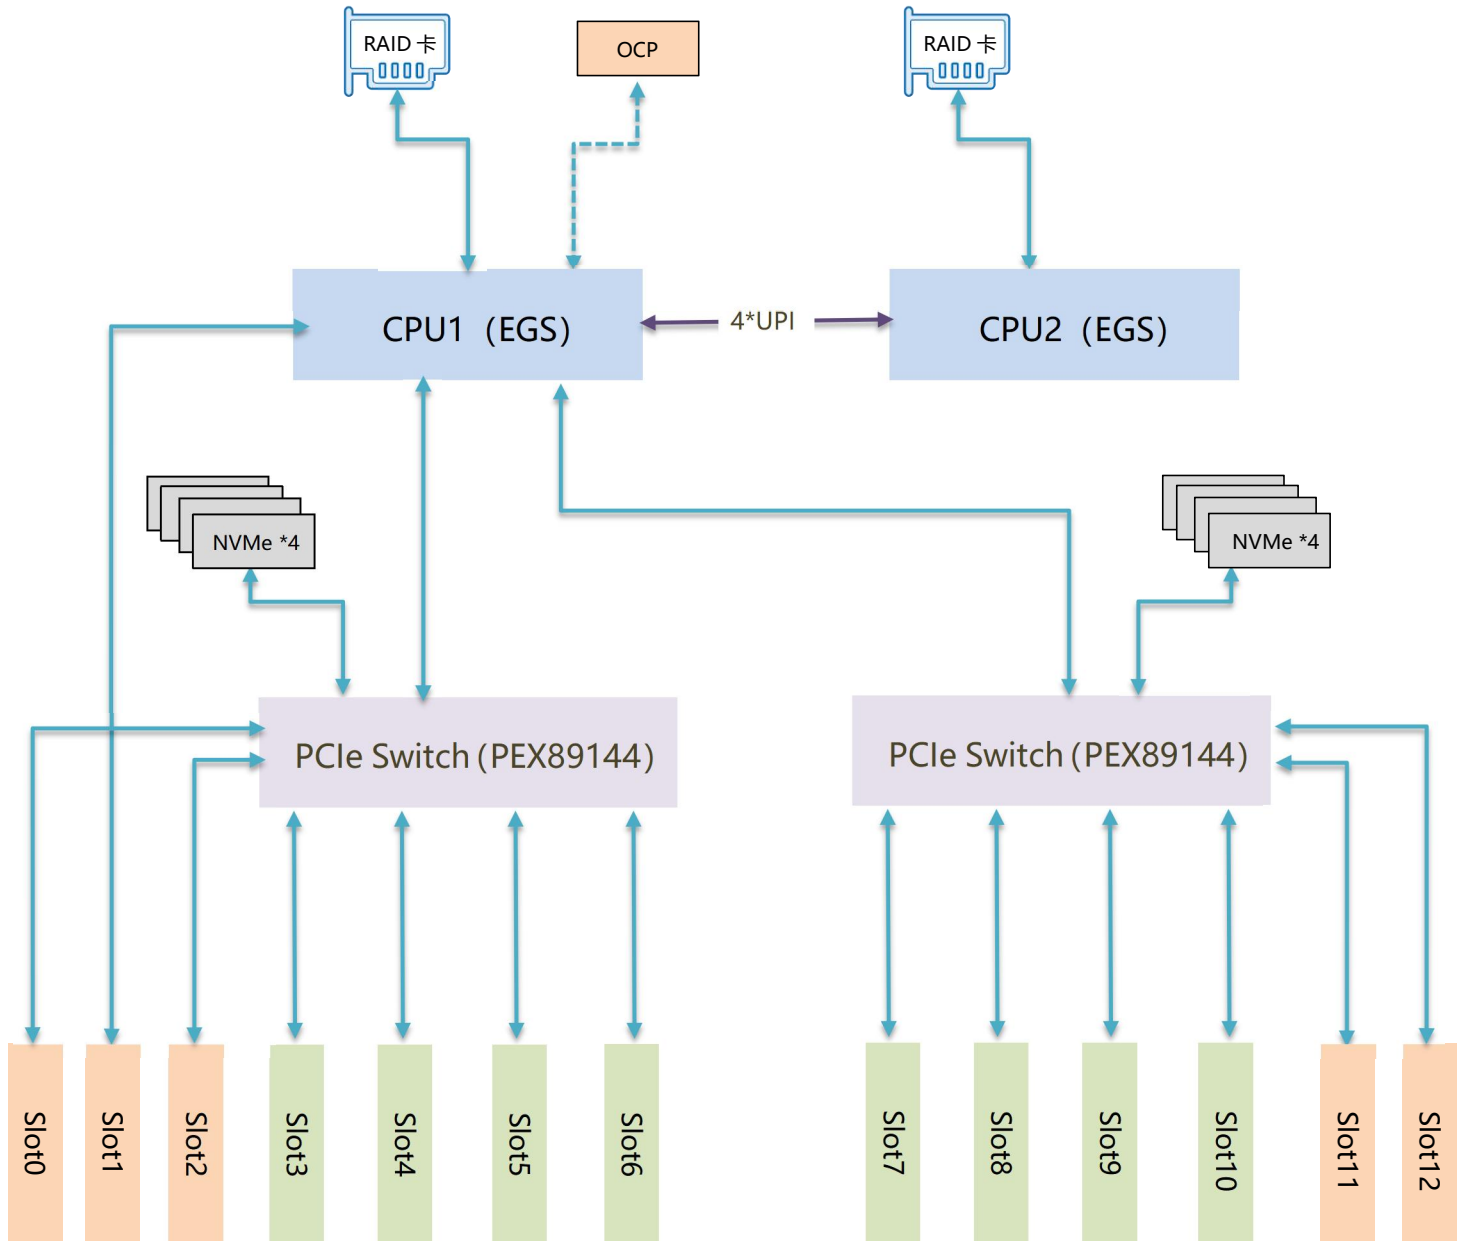 RAID 卡
OCP
RAID 卡
CPU1（EGS）
4*UPI
CPU2（EGS）
NVMe *4
NVMe *4
PCIe Switch（PEX89144）
PCIe Switch（PEX89144）
Slot0
Slot1
Slot2
Slot3
Slot4
Slot5
Slot6
Slot7
Slot8
Slot9
Slot10
Slot11
Slot12